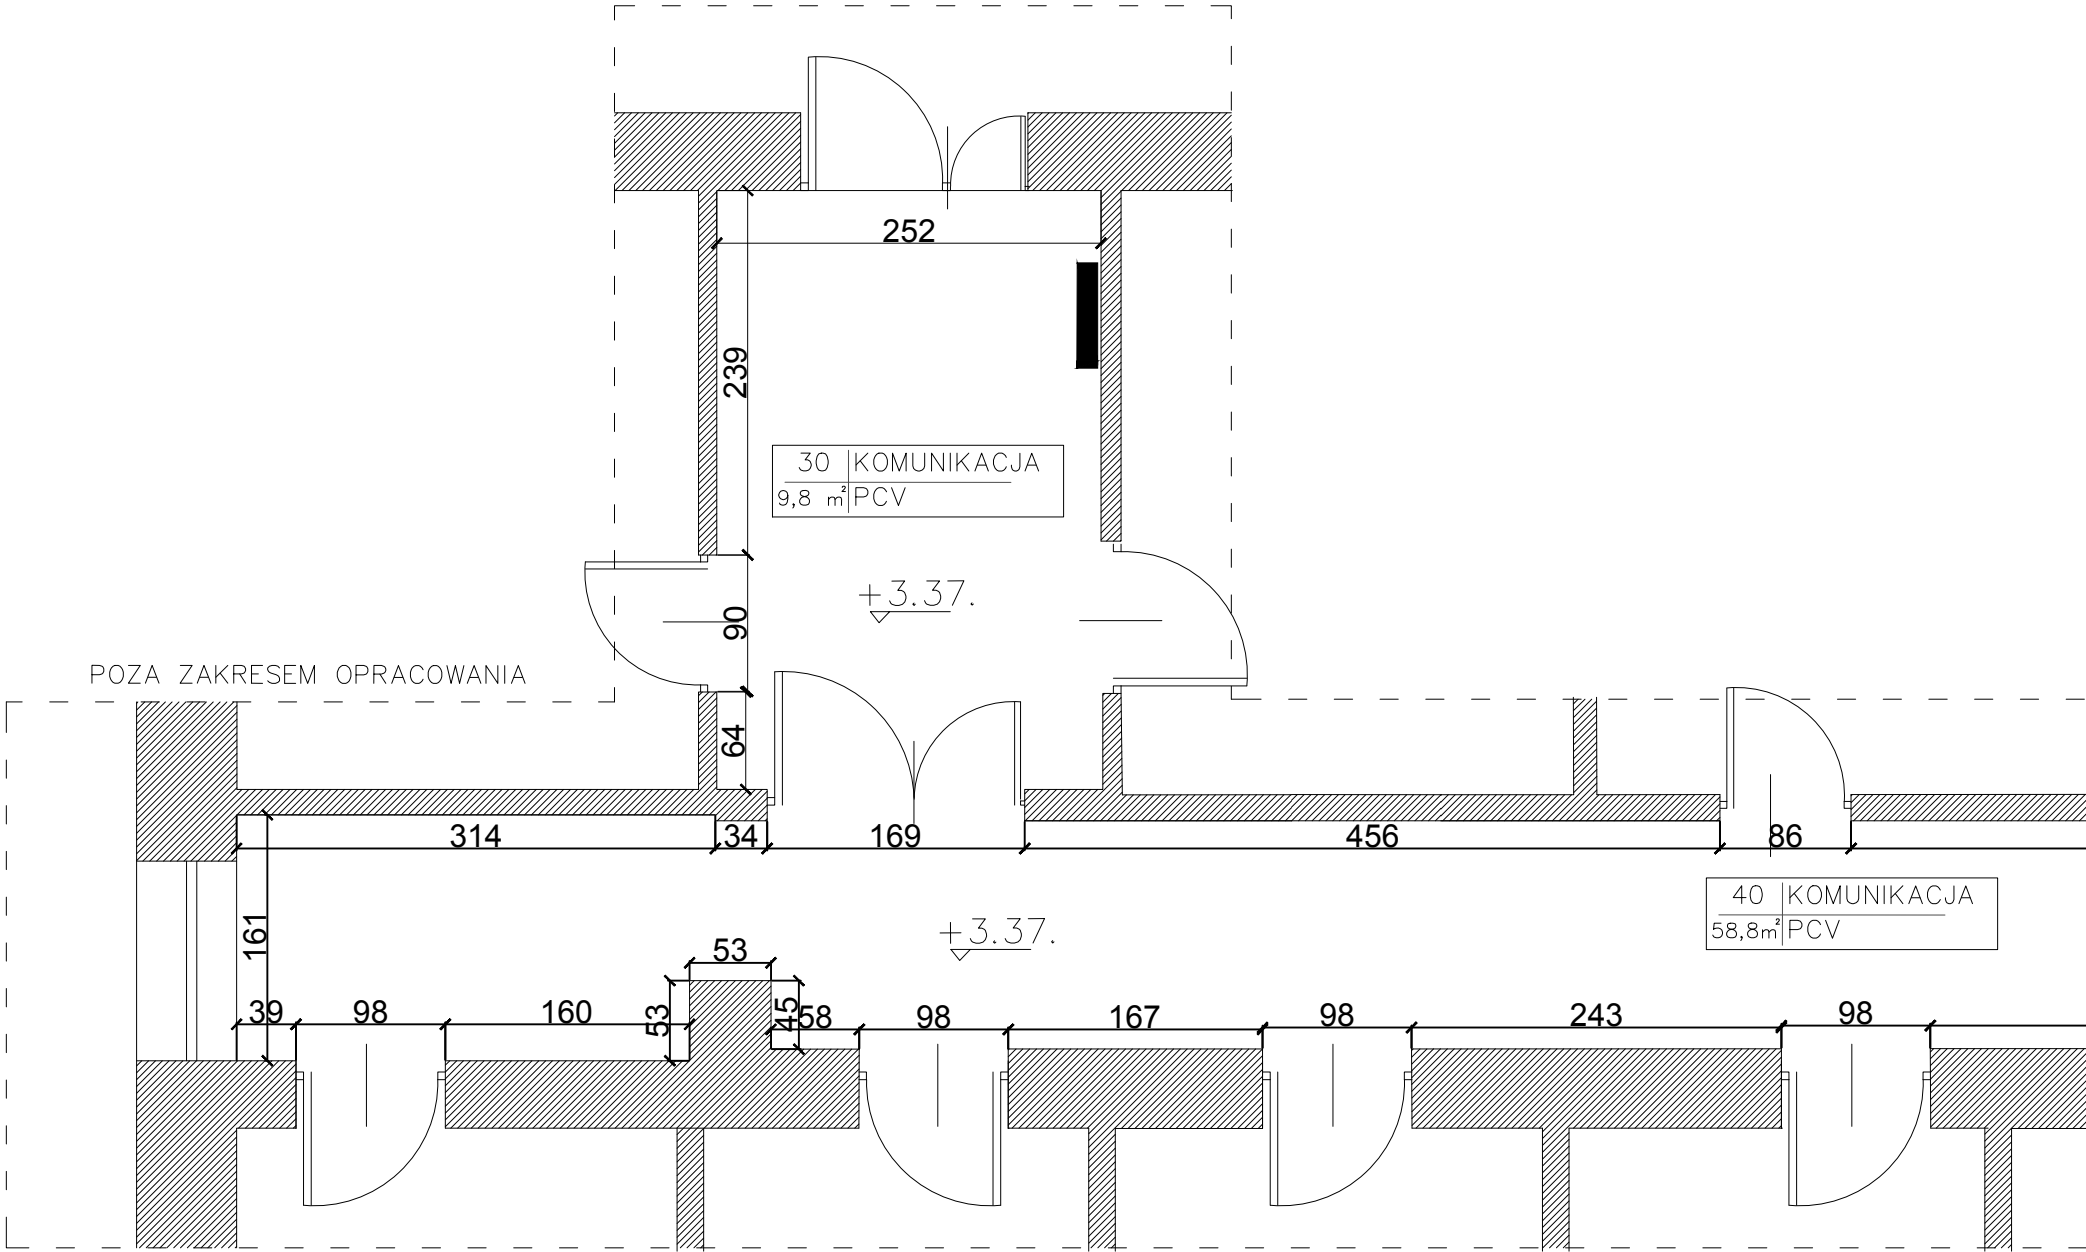 252
239
30 KOMUNIKACJA
9,8 m² PCV
+3.37.
90
POZA ZAKRESEM OPRACOWANIA
64
314 34 169 456 86
40 KOMUNIKACJA
58,8m² PCV
161
+3.37.
53
39 98 160 53 45 58 98 167 98 243 98